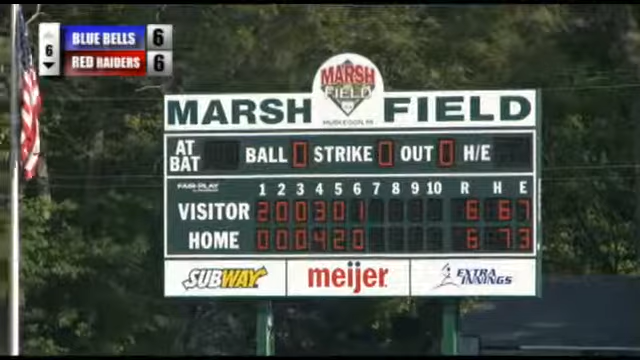 BLUE BELLS 6
6
RED RAIDERS 6
MARSH
FIELD
MUSKEGON, MI
MARSH FIELD
AT BAT BALL 0 STRIKE 0 OUT 0 H/E
FAIR-PLAY
1 2 3 4 5 6 7 8 9 10 R H E
VISITOR 2 0 0 3 0 1 6 6 7
HOME 0 0 0 4 2 0 6 7 3
SUBWAY meijer EXTRA INNINGS